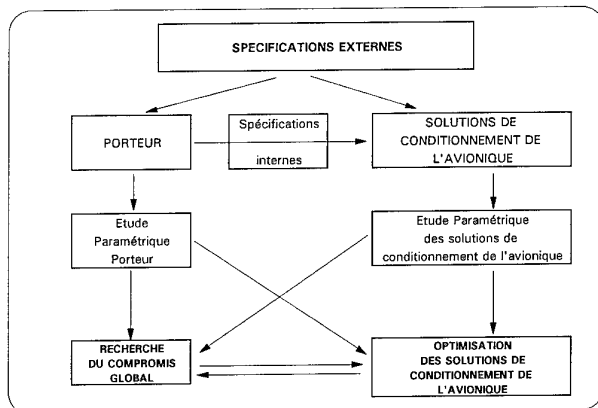 SPECIFICATIONS EXTERNES
PORTEUR
Spécifications
internes
SOLUTIONS DE
CONDITIONNEMENT DE
L'AVIONIQUE
Etude
Paramétrique
Porteur
Etude Paramétrique
des solutions de
conditionnement de l'avionique
RECHERCHE
DU COMPROMIS
GLOBAL
OPTIMISATION
DES SOLUTIONS DE
CONDITIONNEMENT DE
L'AVIONIQUE